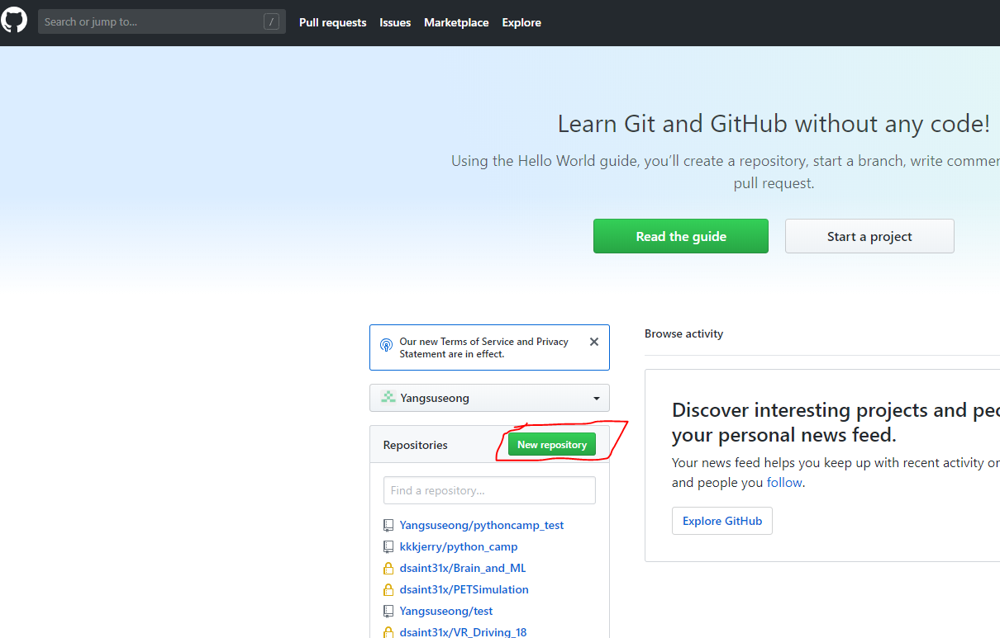 Search or jump to...
/
Pull requests
Issues
Marketplace
Explore
Learn Git and GitHub without any code!
Using the Hello World guide, you’ll create a repository, start a branch, write
pull request.
Read the guide
Start a project
Our new Terms of Service and Privacy
Statement are in effect.
Yangsuseong
Repositories
New repository
Find a repository...
Yangsuseong/pythoncamp_test
kkkjerry/python_camp
dsaint31x/Brain_and_ML
dsaint31x/PETSimulation
Yangsuseong/test
dsaint31x/VR_Driving_18
Browse activity
Discover interesting projects and
your personal news feed.
Your news feed helps you keep up with recent activity
and people you follow.
Explore GitHub